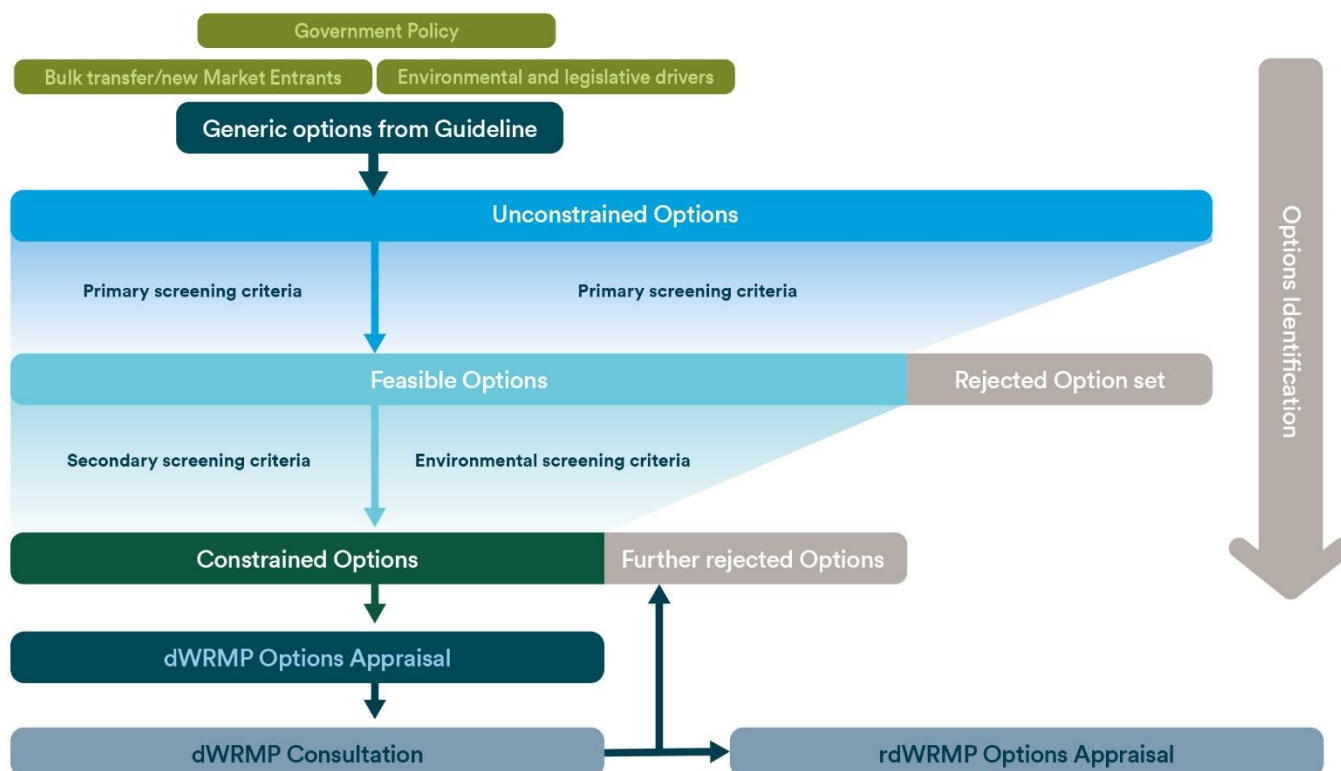 Government Policy
Bulk transfer/new Market Entrants
Environmental and legislative drivers
Generic options from Guideline
Unconstrained Options
Primary screening criteria
Primary screening criteria
Feasible Options
Rejected Option set
Secondary screening criteria
Environmental screening criteria
Constrained Options
Further rejected Options
dWRMP Options Appraisal
dWRMP Consultation
rdWRMP Options Appraisal
Options Identification